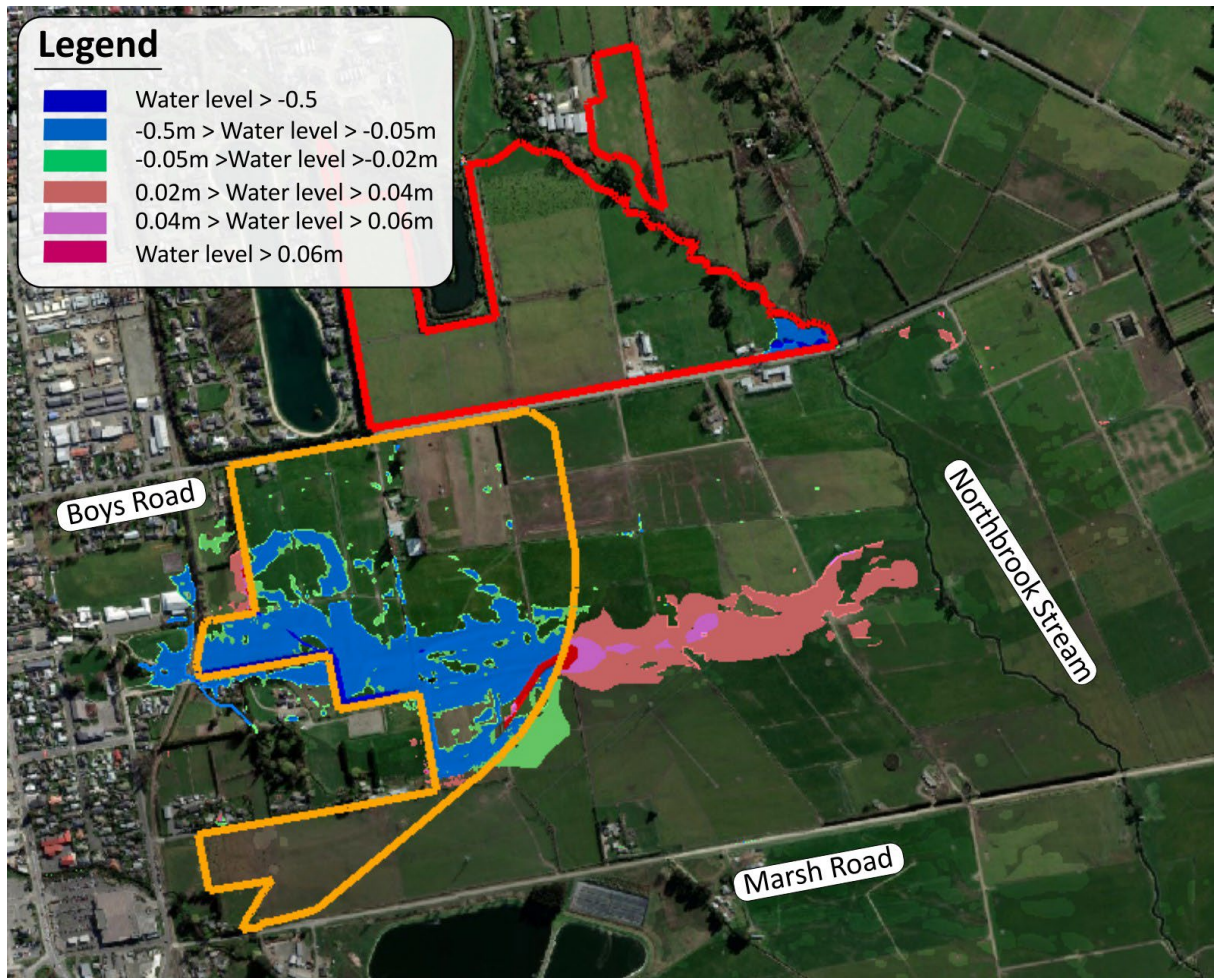 Legend
Water level > -0.5
-0.5m > Water level > -0.05m
-0.05m >Water level >-0.02m
0.02m > Water level > 0.04m
0.04m > Water level > 0.06m
Water level > 0.06m
Boys Road
Northbrook Stream
Marsh Road